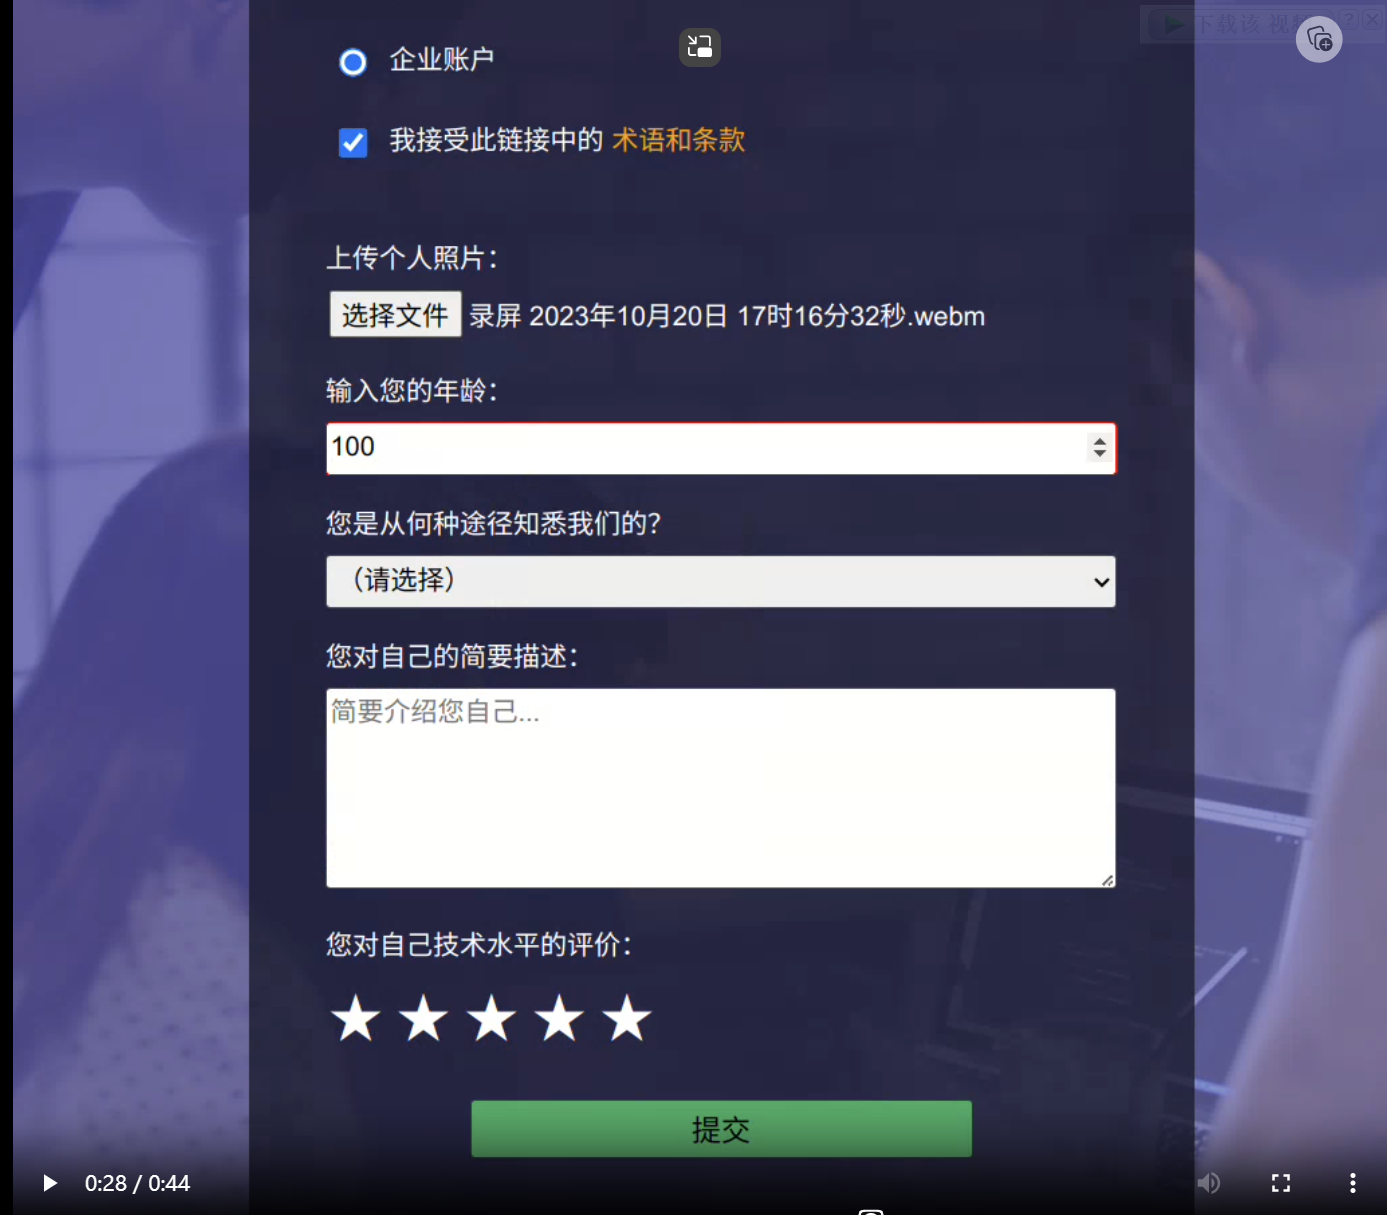 下载该 视频
企业账户
我接受此链接中的 术语和条款
上传个人照片：
选择文件 录屏 2023年10月20日 17时16分32秒.webm
输入您的年龄：
100
您是从何种途径知悉我们的？
（请选择）
您对自己的简要描述：
简要介绍您自己...
您对自己技术水平的评价：
提交
0:28 / 0:44